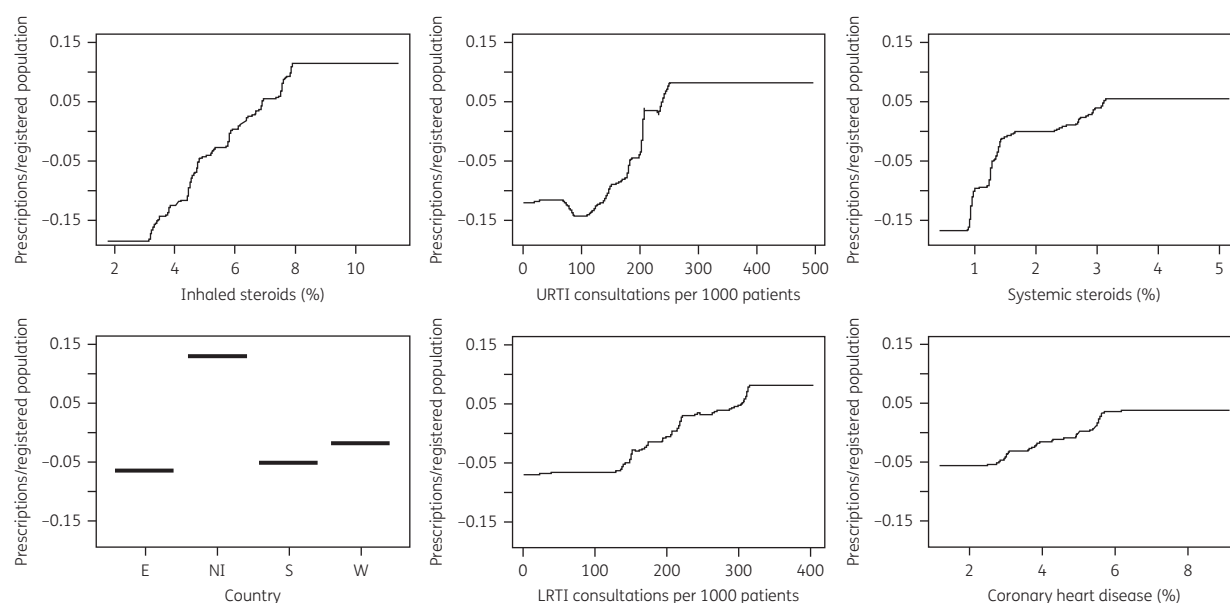 Prescriptions/registered population
0.15
0.05
–0.05
–0.15
2 4 6 8 10
Inhaled steroids (%)
Prescriptions/registered population
0.15
0.05
–0.05
–0.15
0 100 200 300 400 500
URTI consultations per 1000 patients
Prescriptions/registered population
0.15
0.05
–0.05
–0.15
1 2 3 4 5
Systemic steroids (%)
Prescriptions/registered population
0.15
0.05
–0.05
–0.15
E NI S W
Country
Prescriptions/registered population
0.15
0.05
–0.05
–0.15
0 100 200 300 400
LRTI consultations per 1000 patients
Prescriptions/registered population
0.15
0.05
–0.05
–0.15
2 4 6 8
Coronary heart disease (%)